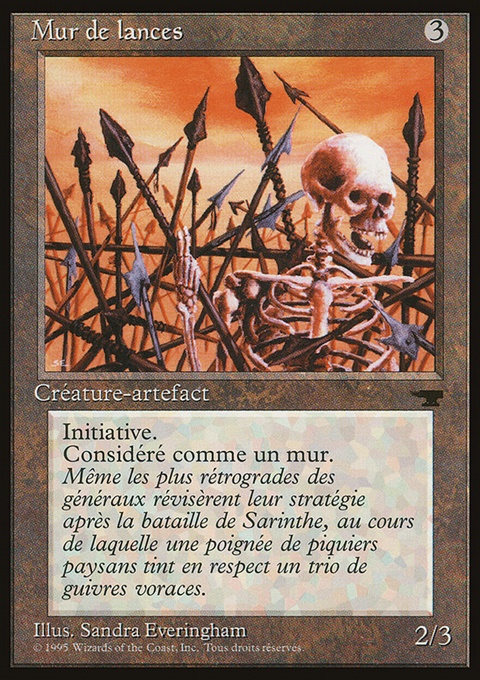 Mur de lances 3
SE
Créature-artefact
Initiative.
Considéré comme un mur.
Même les plus rétrogrades des
généraux révisèrent leur stratégie
après la bataille de Sarinthe, au cours
de laquelle une poignée de piquiers
paysans tint en respect un trio de
guivres voraces.
Illus. Sandra Everingham
2/3
© 1995 Wizards of the Coast, Inc. Tous droits réservés.